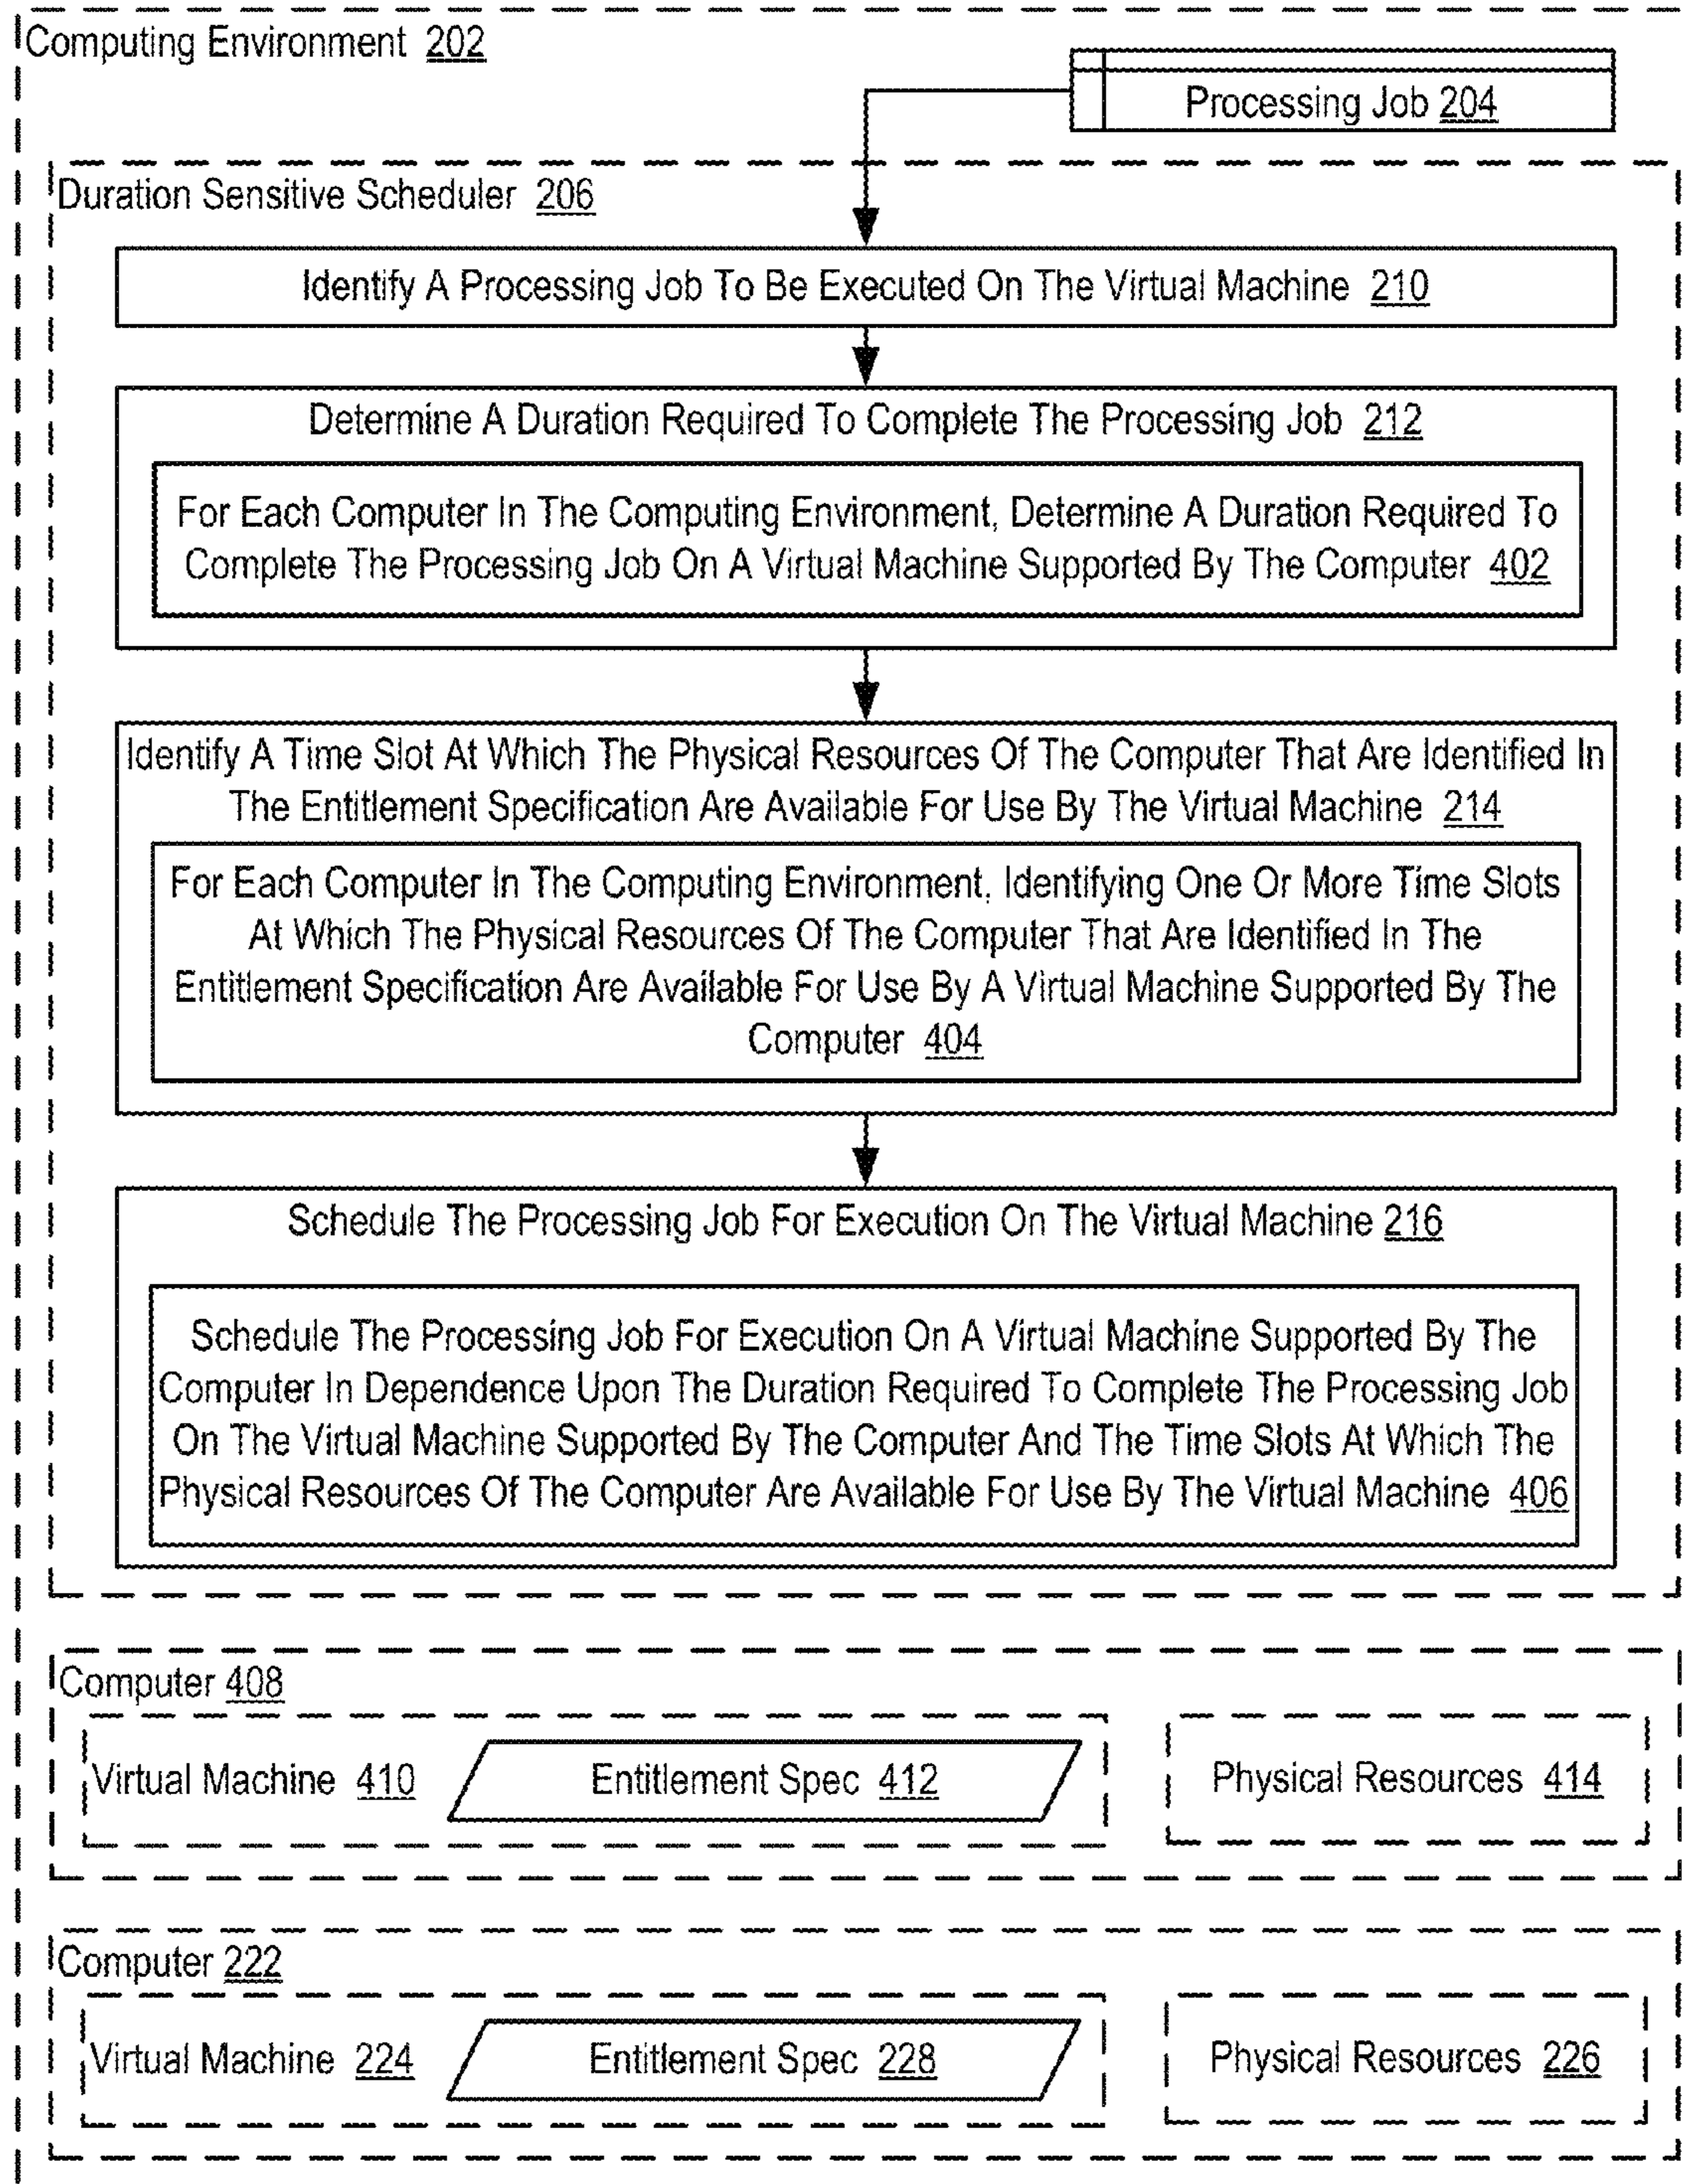 Computing Environment 202
Processing Job 204
Duration Sensitive Scheduler 206
Identify A Processing Job To Be Executed On The Virtual Machine 210
Determine A Duration Required To Complete The Processing Job 212
For Each Computer In The Computing Environment, Determine A Duration Required To
Complete The Processing Job On A Virtual Machine Supported By The Computer 402
Identify A Time Slot At Which The Physical Resources Of The Computer That Are Identified In
The Entitlement Specification Are Available For Use By The Virtual Machine 214
For Each Computer In The Computing Environment, Identifying One Or More Time Slots
At Which The Physical Resources Of The Computer That Are Identified In The
Entitlement Specification Are Available For Use By A Virtual Machine Supported By The
Computer 404
Schedule The Processing Job For Execution On The Virtual Machine 216
Schedule The Processing Job For Execution On A Virtual Machine Supported By The
Computer In Dependence Upon The Duration Required To Complete The Processing Job
On The Virtual Machine Supported By The Computer And The Time Slots At Which The
Physical Resources Of The Computer Are Available For Use By The Virtual Machine 406
Computer 408
Virtual Machine 410
Entitlement Spec 412
Physical Resources 414
Computer 222
Virtual Machine 224
Entitlement Spec 228
Physical Resources 226